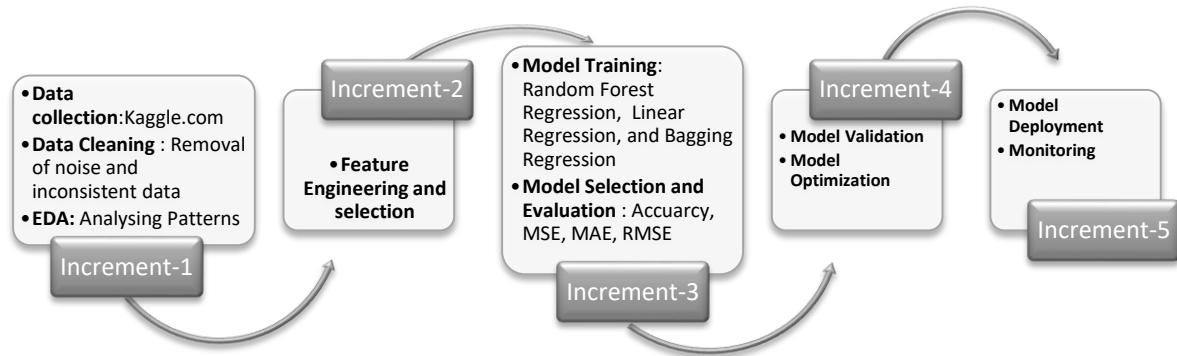 • Data
collection:Kaggle.com
• Data Cleaning : Removal
of noise and
inconsistent data
• EDA: Analysing Patterns
Increment-1
Increment-2
• Feature
Engineering and
selection
• Model Training:
Random Forest
Regression, Linear
Regression, and Bagging
Regression
• Model Selection and
Evaluation : Accuarcy,
MSE, MAE, RMSE
Increment-3
Increment-4
• Model Validation
• Model
Optimization
• Model
Deployment
• Monitoring
Increment-5